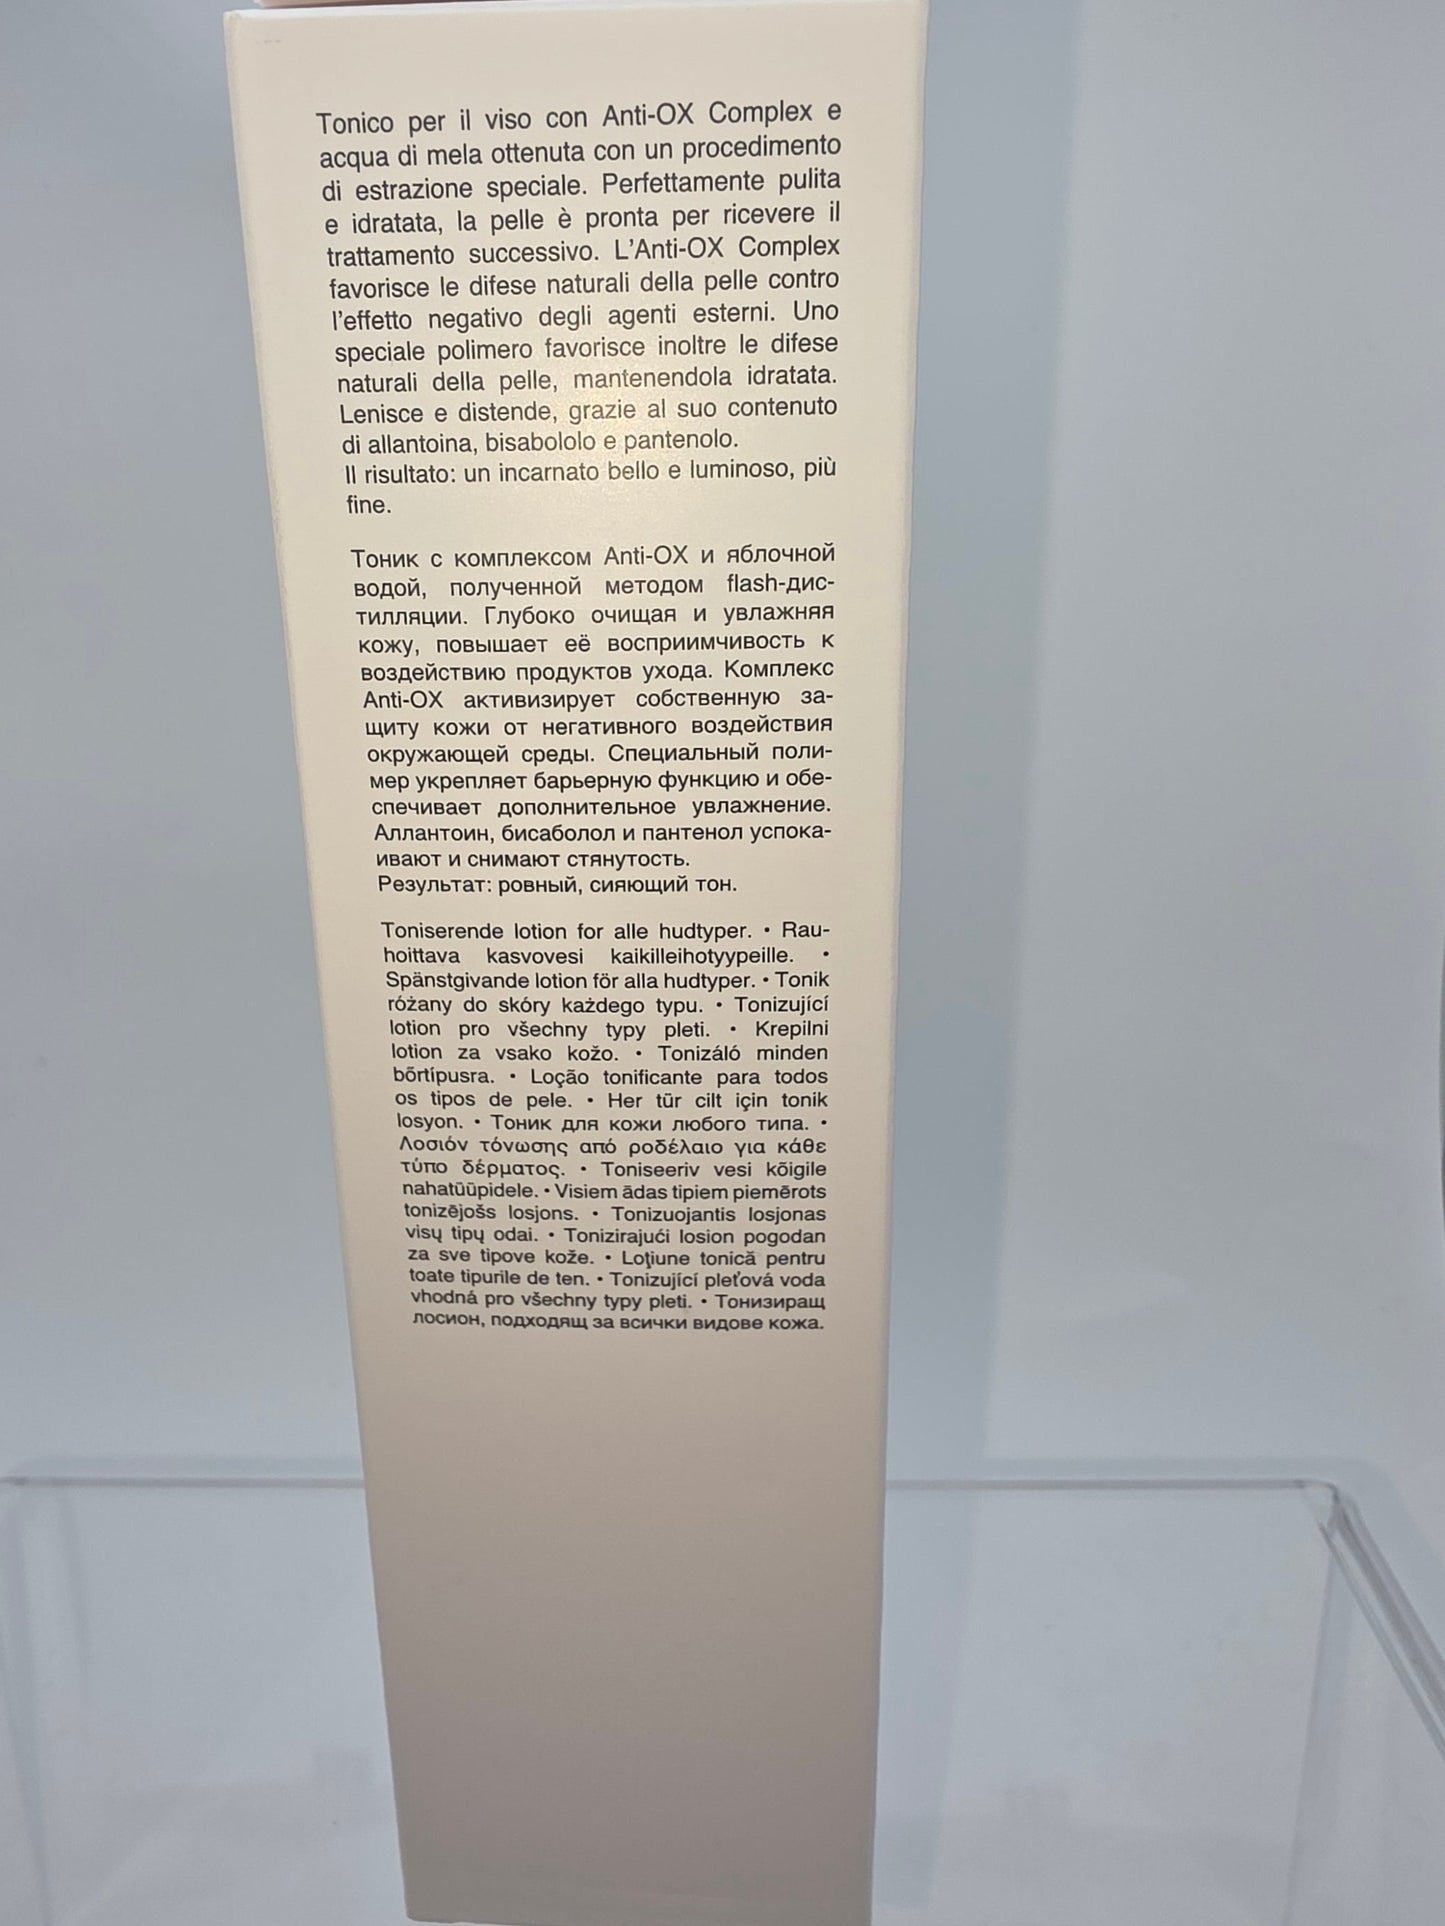 Tonico per il viso con Anti-OX Complex e
acqua di mela ottenuta con un procedimento
di estrazione speciale. Perfettamente pulita
e idratata, la pelle è pronta per ricevere il
trattamento successivo. L'Anti-OX Complex
favorisce le difese naturali della pelle contro
l'effetto negativo degli agenti esterni. Uno
speciale polimero favorisce inoltre le difese
naturali della pelle, mantenendola idratata.
Lenisce e distende, grazie al suo contenuto
di allantoina, bisabololo e pantenolo.
Il risultato: un incarnato bello e luminoso, più
fine.
Тоник с комплексом Anti-OX и яблочной
водой, полученной методом flash-дис-
тилляции. Глубоко очищая и увлажняя
кожу, повышает её восприимчивость к
воздействию продуктов ухода. Комплекс
Anti-OX активизирует собственную за-
щиту кожи от негативного воздействия
окружающей среды. Специальный поли-
мер укрепляет барьерную функцию и обе-
спечивает дополнительное увлажнение.
Аллантоин, бисаболол и пантенол успока-
ивают и снимают стянутость.
Результат: ровный, сияющий тон.
Toniserende lotion for alle hudtyper. • Rau-
hoittava kasvovesi kaikilleihotyypeille. •
Spänstgivande lotion för alla hudtyper. • Tonik
różany do skóry każdego typu. • Tonizující
lotion pro všechny typy pleti. • Krepilni
lotion za vsako kožo. • Tonizáló minden
bőrtípusra. • Loção tonificante para todos
os tipos de pele. • Her tür cilt için tonik
losyon. • Тоник для кожи любого типа. •
Λοσιόν τόνωσης από ροδέλαιο για κάθε
τύπο δέρματος. • Toniseeriv vesi kõigile
nahatüüpidele. • Visiem ādas tipiem piemērots
tonizējošs losjons. • Tonizuojantis losjonas
visų tipų odai. • Tonizirajući losion pogodan
za sve tipove kože. • Loţiune tonică pentru
toate tipurile de ten. • Tonizující pleťová voda
vhodná pro všechny typy pleti. • Тонизиращ
лосион, подходящ за всички видове кожа.